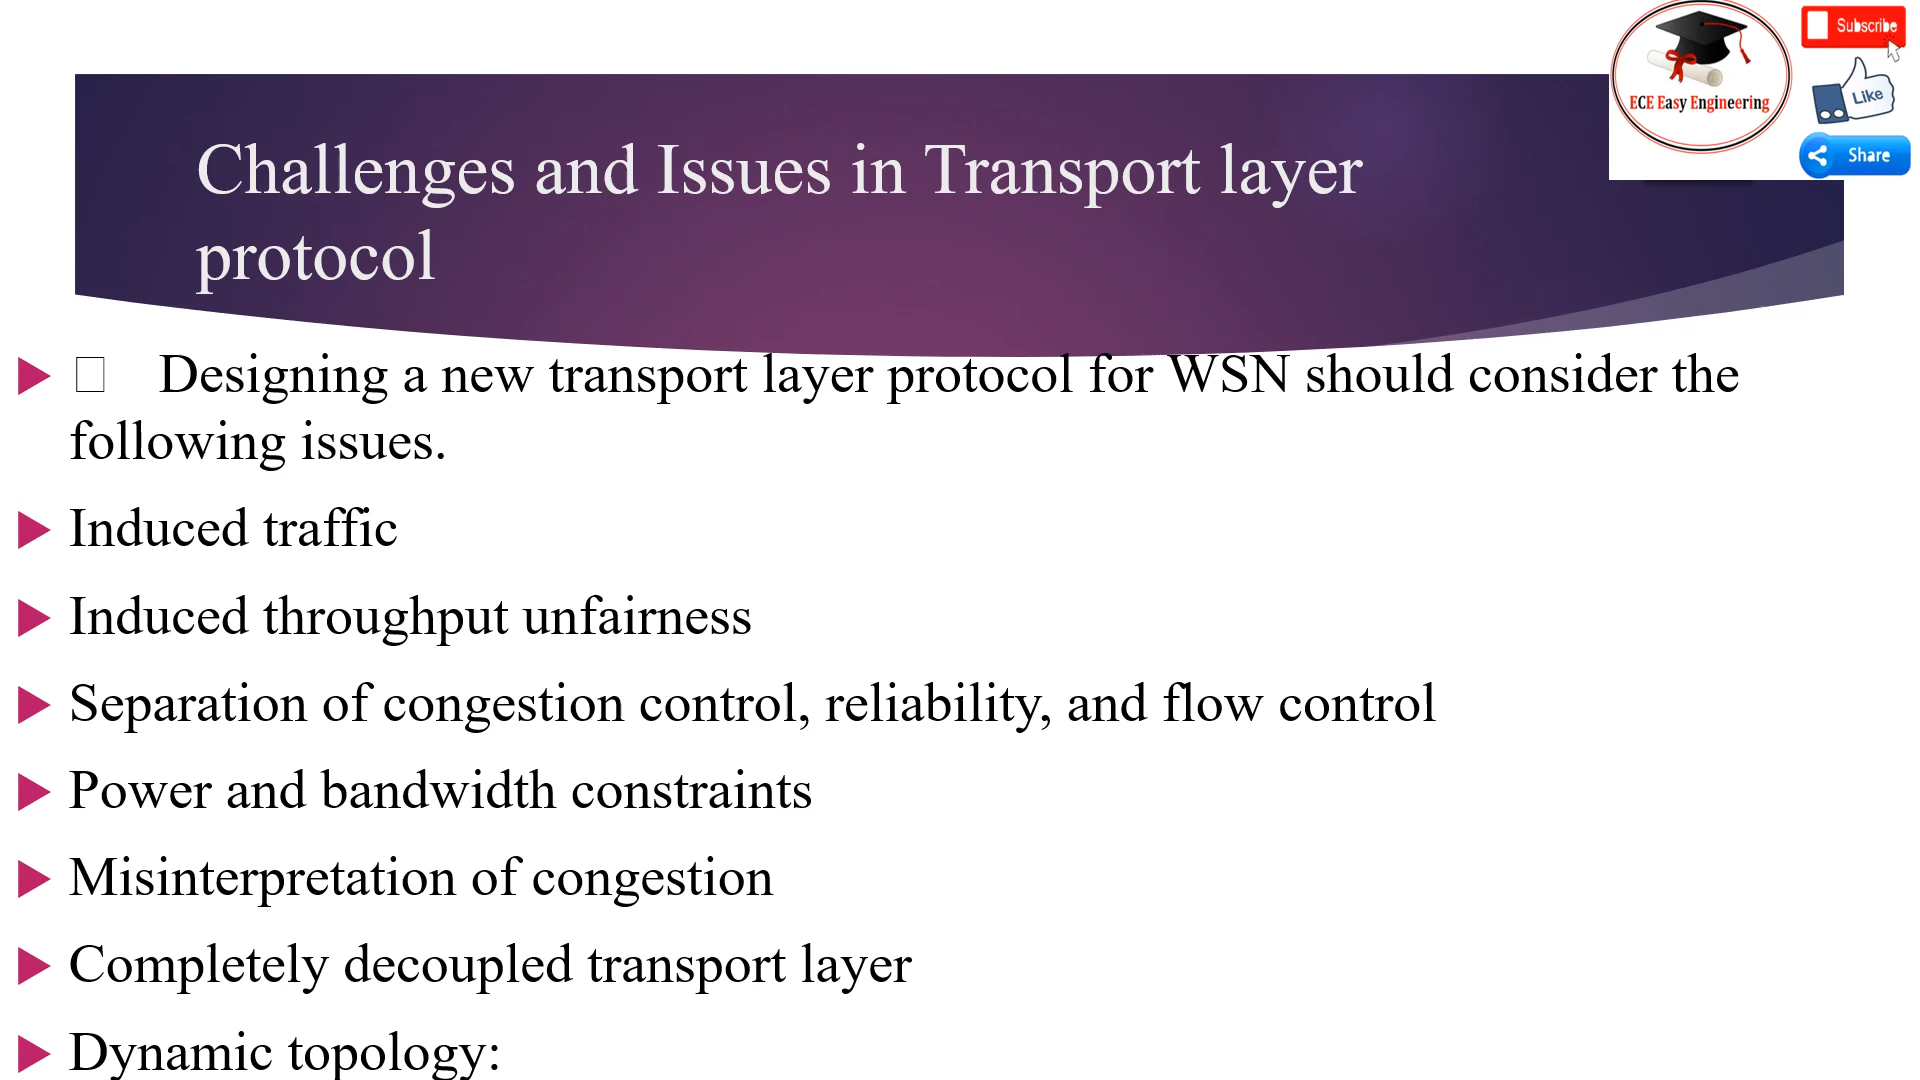 Subscribe
ECE Easy Engineering
Like
Share
Challenges and Issues in Transport layer
protocol
Designing a new transport layer protocol for WSN should consider the
following issues.
Induced traffic
Induced throughput unfairness
Separation of congestion control, reliability, and flow control
Power and bandwidth constraints
Misinterpretation of congestion
Completely decoupled transport layer
Dynamic topology: